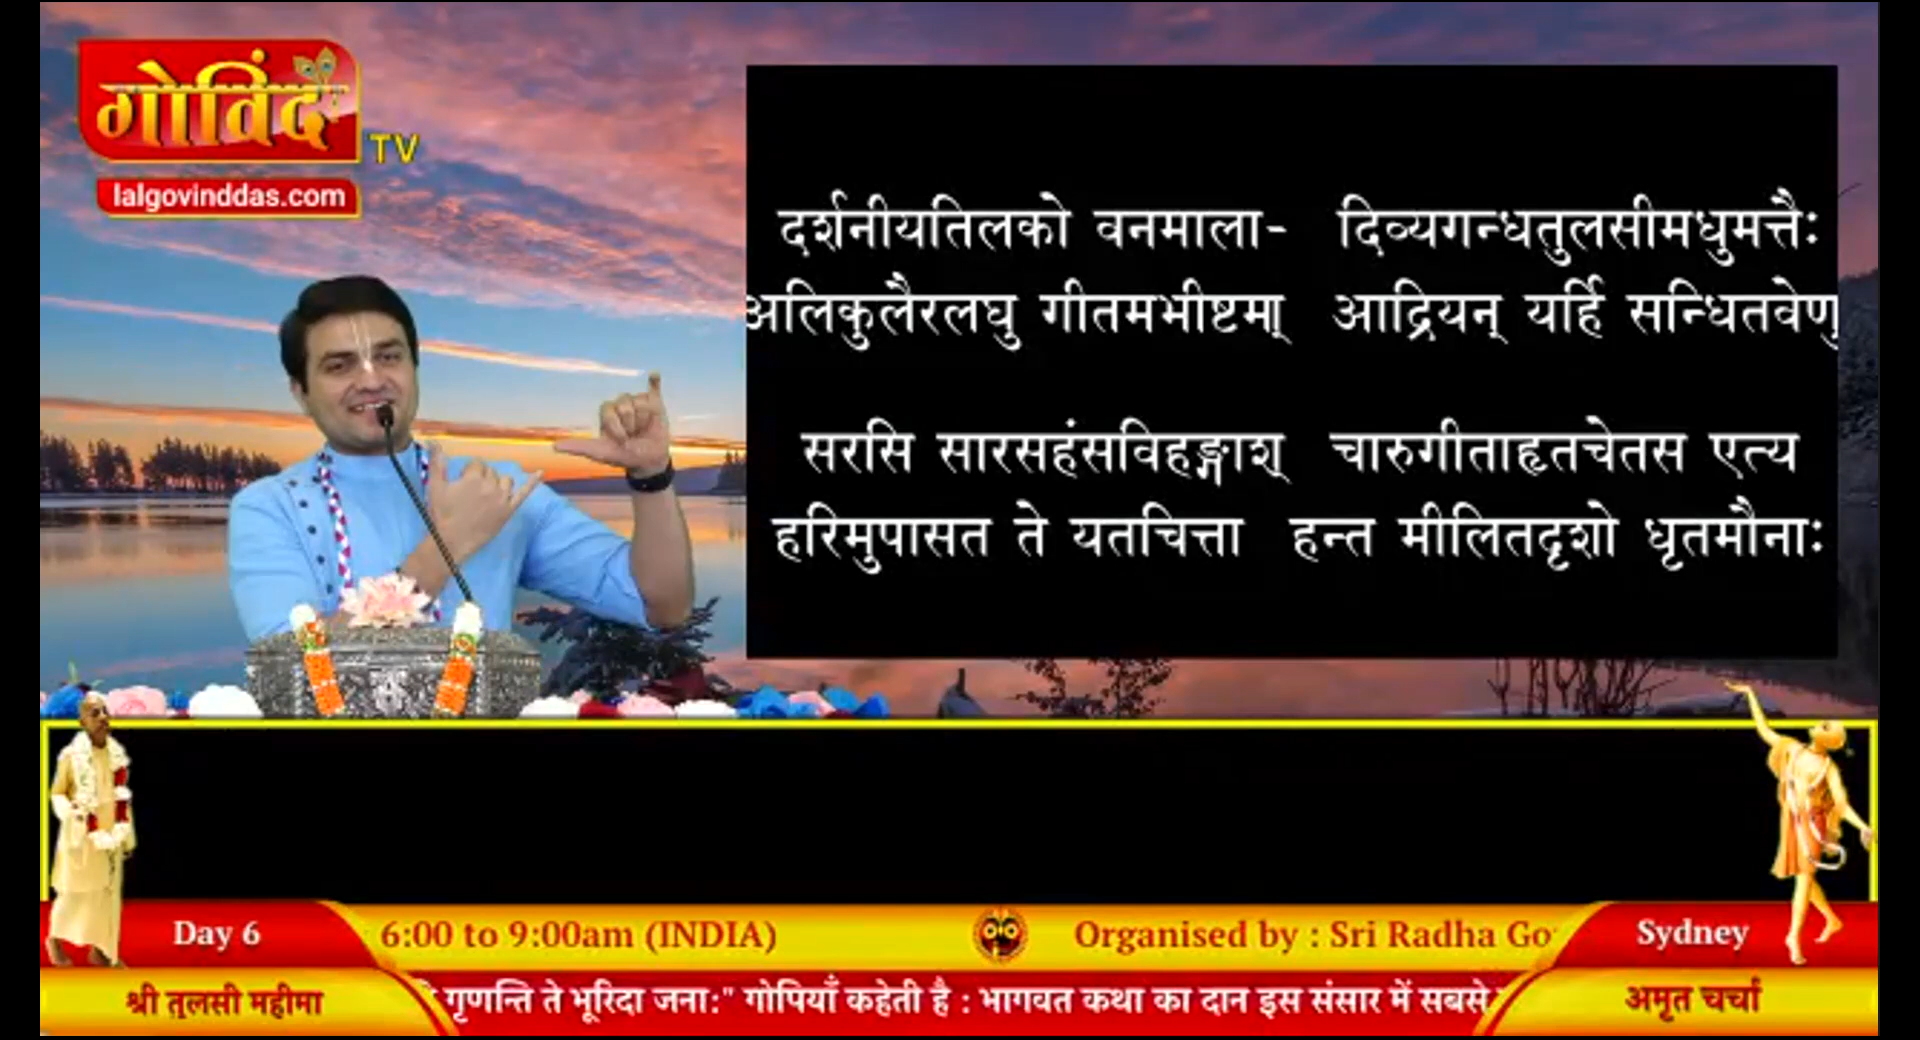 गोविंद
TV
lalgovinddas.com
दर्शनीयतिलको वनमाला- दिव्यगन्धतुलसीमधुमत्तैः
अलिकुलैरलघु गीतमभीष्टम् आद्रियन् यर्हि सन्धितवेणु
सरसि सारसहंसविहङ्गाश् चारुगीताहृतचेतस एत्य
हरिमुपासत ते यतचित्ता हन्त मीलितदृशो धृतमौनाः
Day 6
6:00 to 9:00am (INDIA)
Organised by : Sri Radha Go
Sydney
श्री तुलसी महीमा
गृणन्ति ते भूरिदा जना:" गोपियाँ कहेती है : भागवत कथा का दान इस संसार में सबसे
अमृत चर्चा